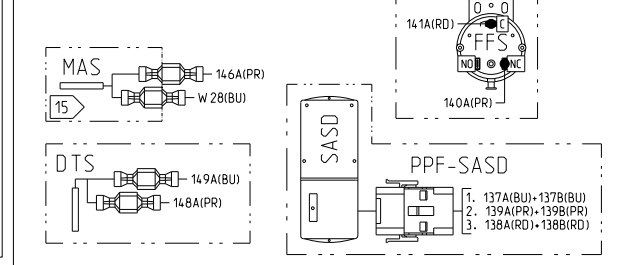 141A(RD)
C
FFS
NO
NC
140A(PR)
MAS
146A(PR)
W28(BU)
15
DTS
149A(BU)
148A(PR)
SASD
PPF-SASD
1. 137A(BU)+137B(BU)
2. 139A(PR)+139B(PR)
3. 138A(RD)+138B(RD)